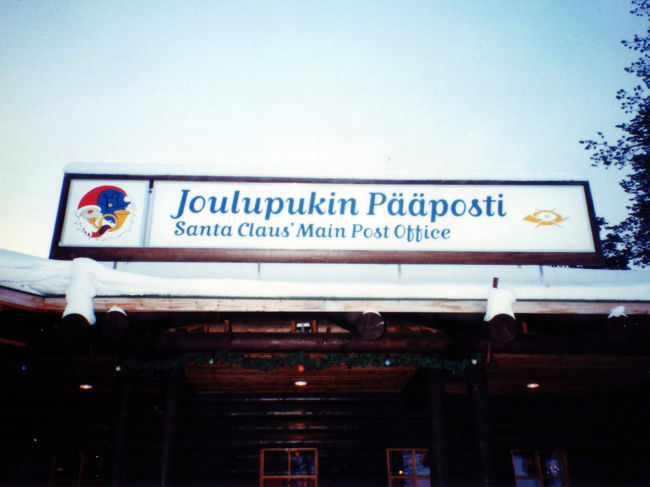 Joulupukin Pääposti
Santa Claus' Main Post Office